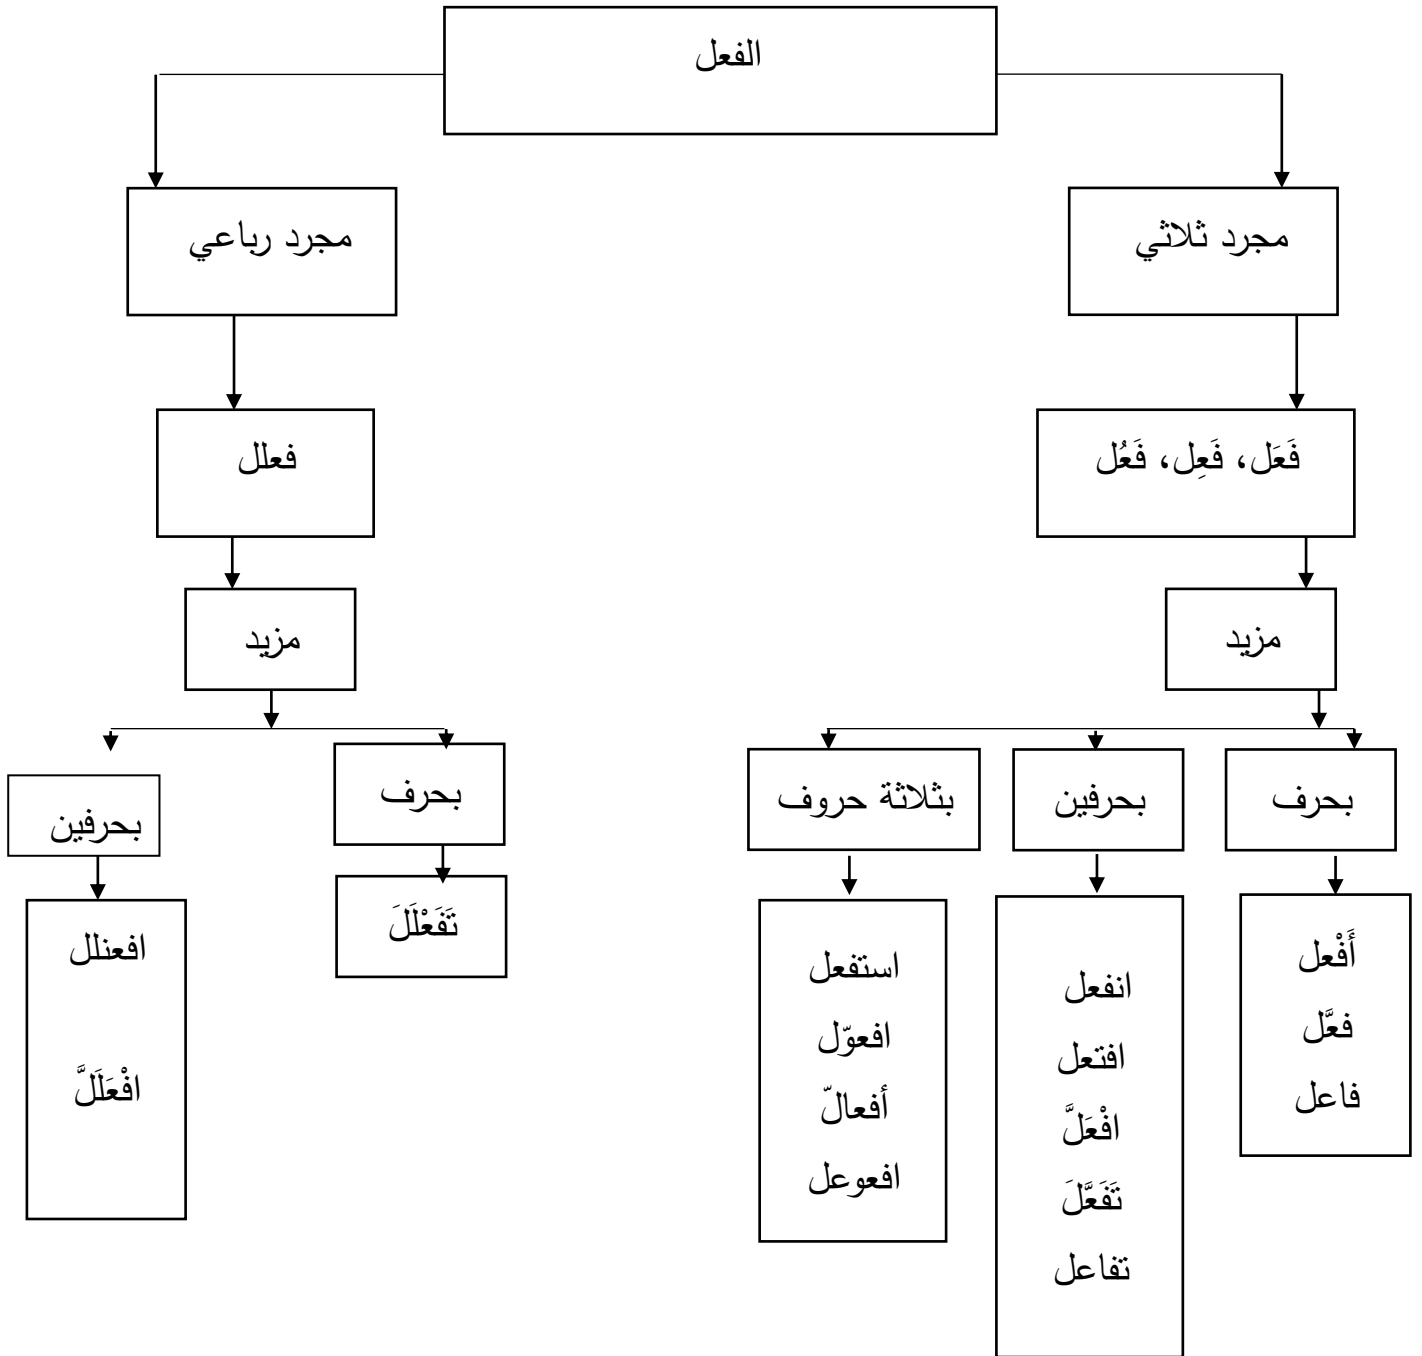 الفعل
مجرد ثلاثي
مجرد رباعي
فَعَل، فَعِل، فَعُل
فعلل
مزيد
مزيد
بحرف
بحرفين
بثلاثة حروف
بحرف
بحرفين
أَفْعل
فعَّل
فاعل
انفعل
افتعل
افْعَلَّ
تَفَعَّلَ
تفاعل
استفعل
افعوّل
أفعالّ
افعوعل
تَفَعْلَلَ
افعنلل
افْعَلَلَّ